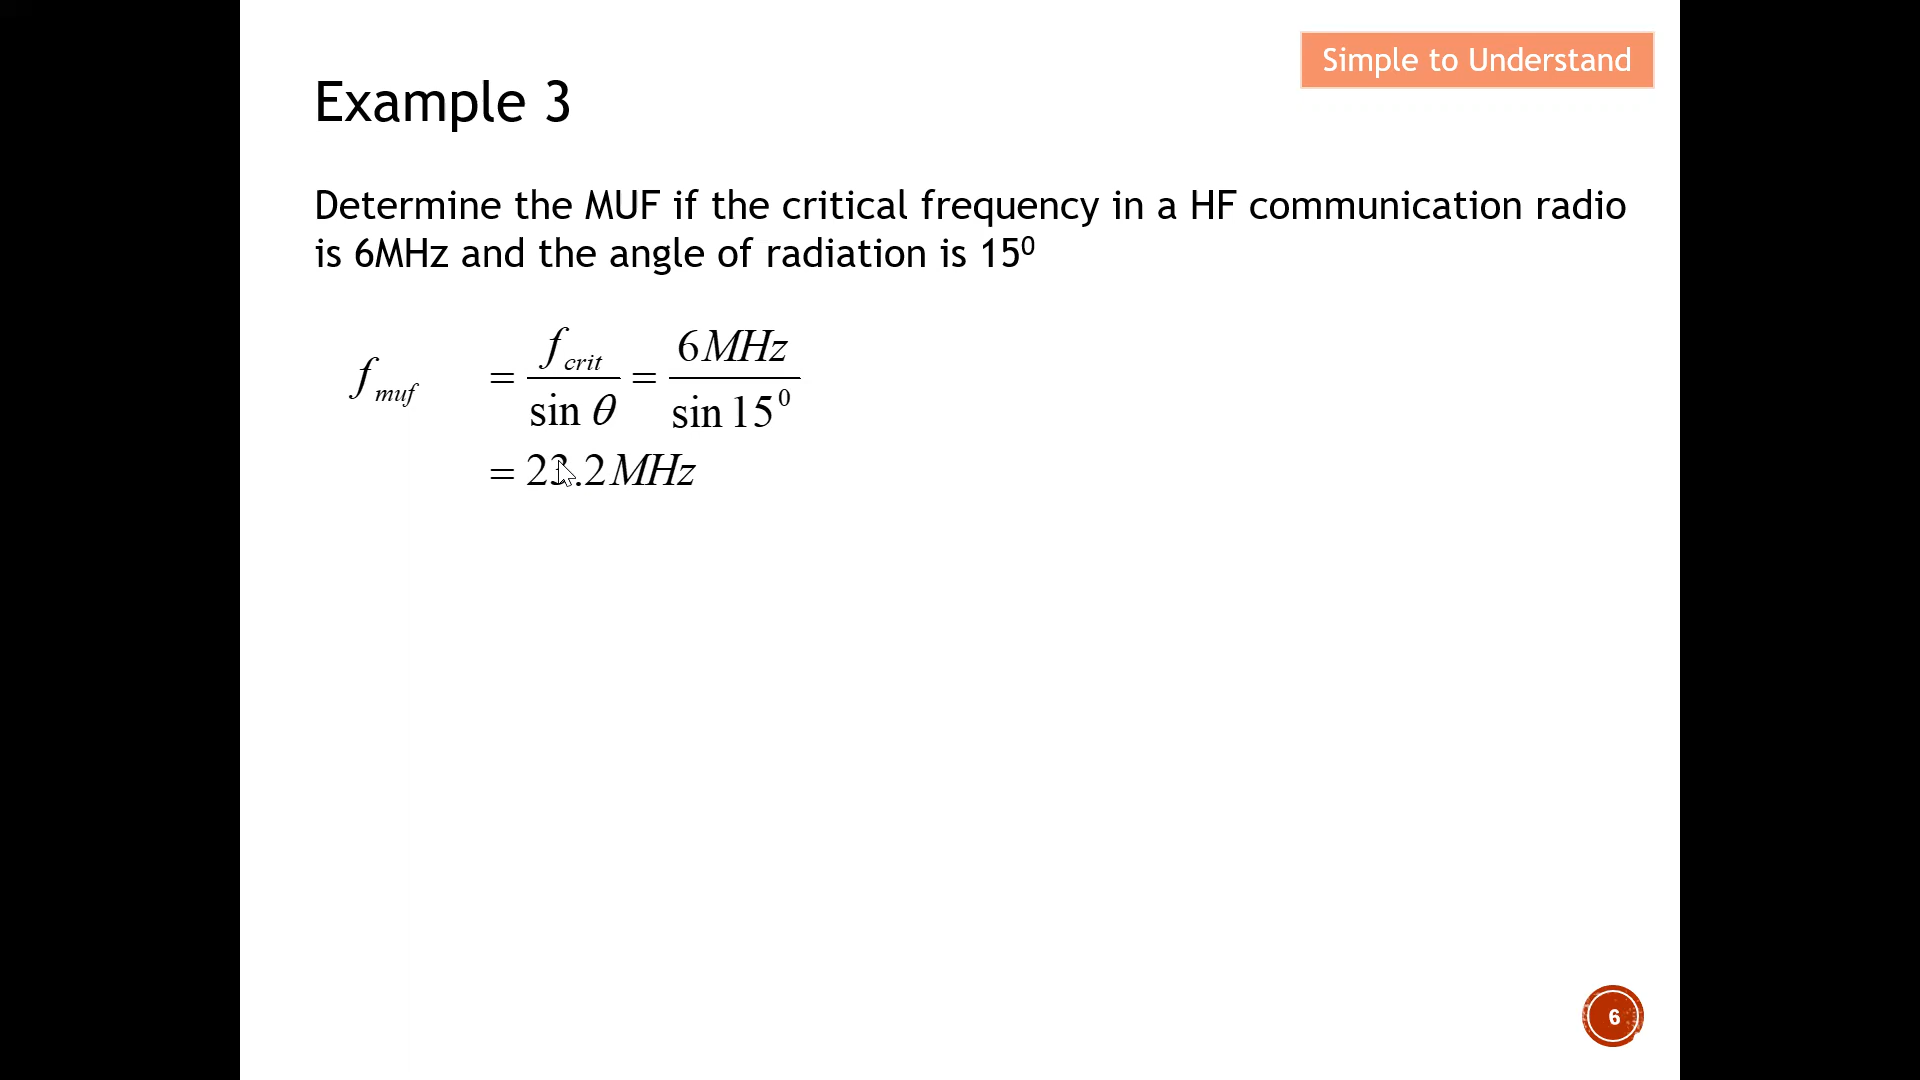 Simple to Understand
Example 3
Determine the MUF if the critical frequency in a HF communication radio
is 6MHz and the angle of radiation is 15⁰
f_muf = f_crit / sin θ = 6MHz / sin 15⁰
= 23.2MHz
6